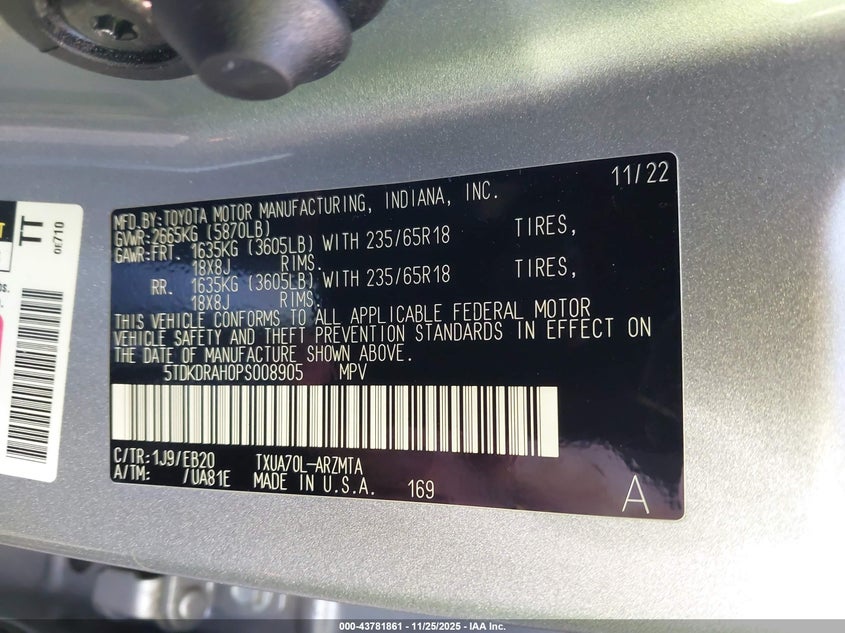 11/22
MFD.BY:TOYOTA MOTOR MANUFACTURING, INDIANA, INC.
GVWR:2665KG (5870LB)
GAWR:FRT. 1635KG (3605LB) WITH 235/65R18 TIRES,
18X8J RIMS.
RR. 1635KG (3605LB) WITH 235/65R18 TIRES,
18X8J RIMS.
THIS VEHICLE CONFORMS TO ALL APPLICABLE FEDERAL MOTOR
VEHICLE SAFETY AND THEFT PREVENTION STANDARDS IN EFFECT ON
THE DATE OF MANUFACTURE SHOWN ABOVE.
5TDKDRAH0PS008905 MPV
C/TR:1J9/EB20 TXUA70L-ARZMTA
A/TM: /UA81E MADE IN U.S.A. 169
A
TT
0E710
000-43781861 - 11/25/2025 - IAA Inc.